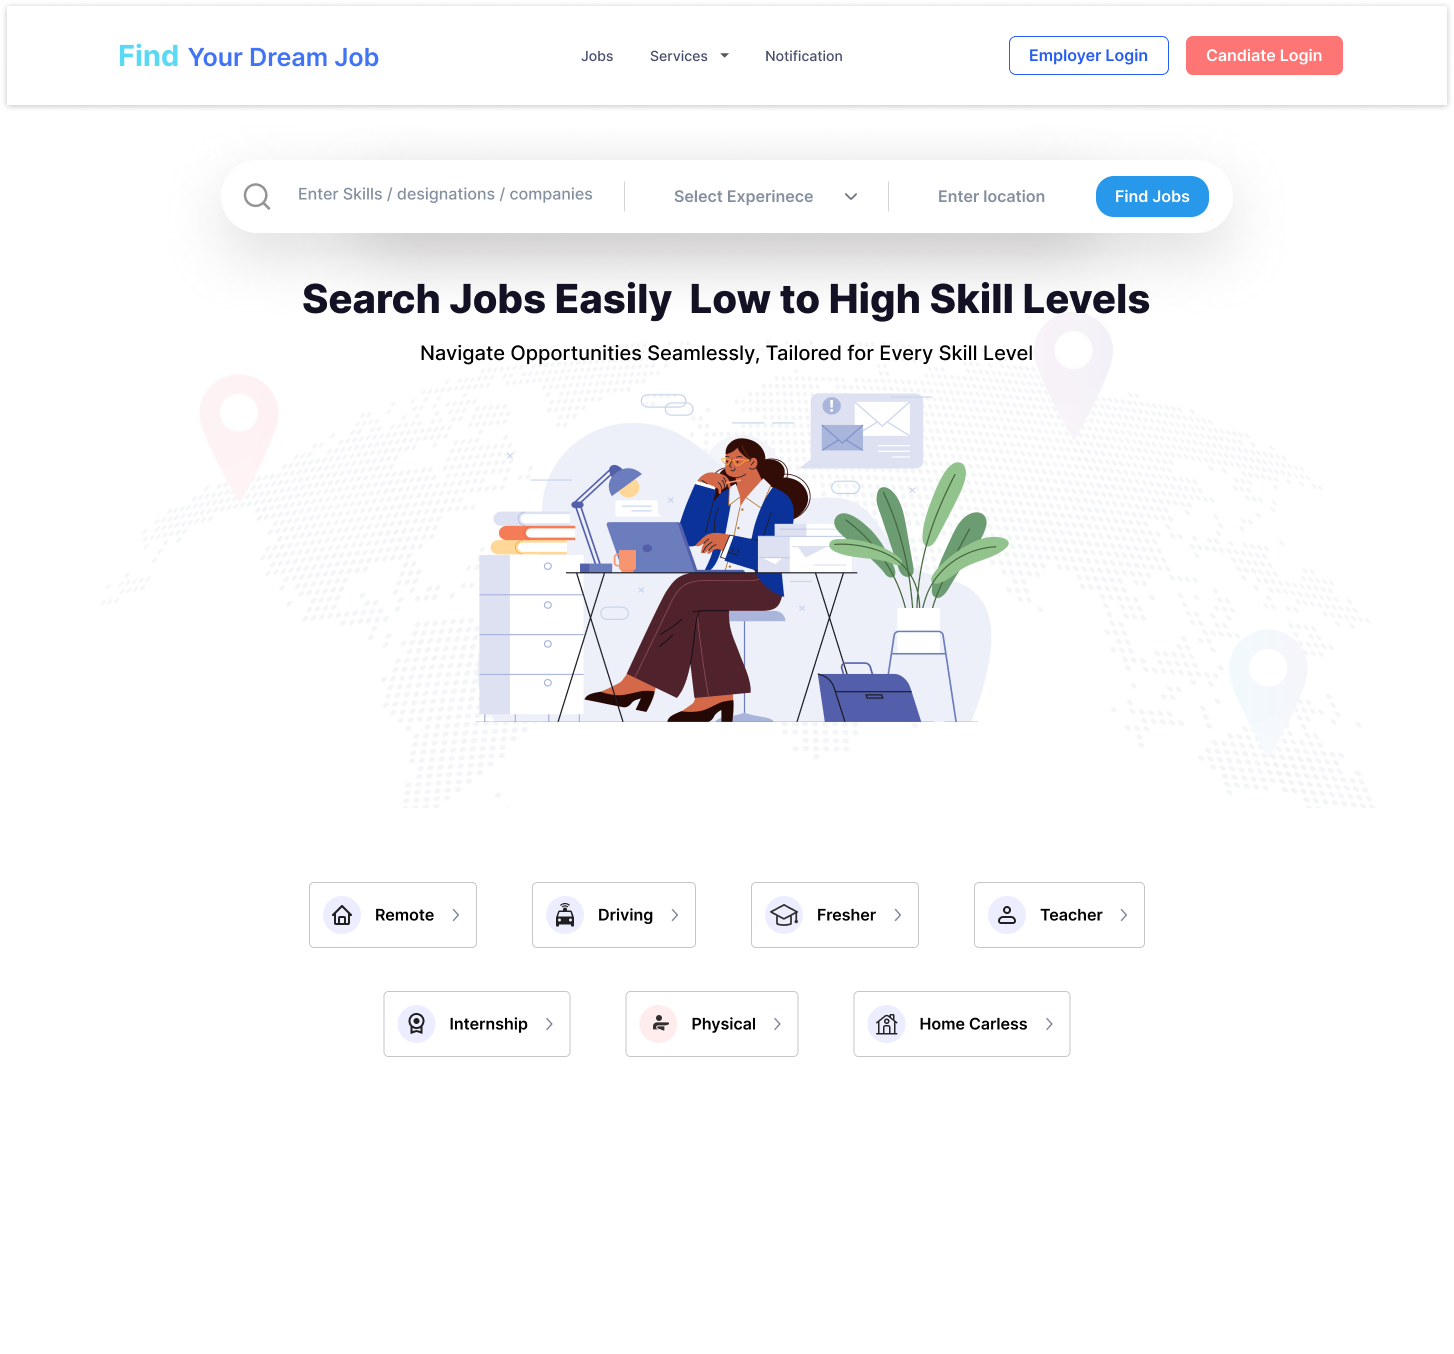 Find Your Dream Job
Jobs
Services
Notification
Employer Login
Candiate Login
Enter Skills / designations / companies
Select Experinece
Enter location
Find Jobs
Search Jobs Easily  Low to High Skill Levels
Navigate Opportunities Seamlessly, Tailored for Every Skill Level
Remote
Driving
Fresher
Teacher
Internship
Physical
Home Carless